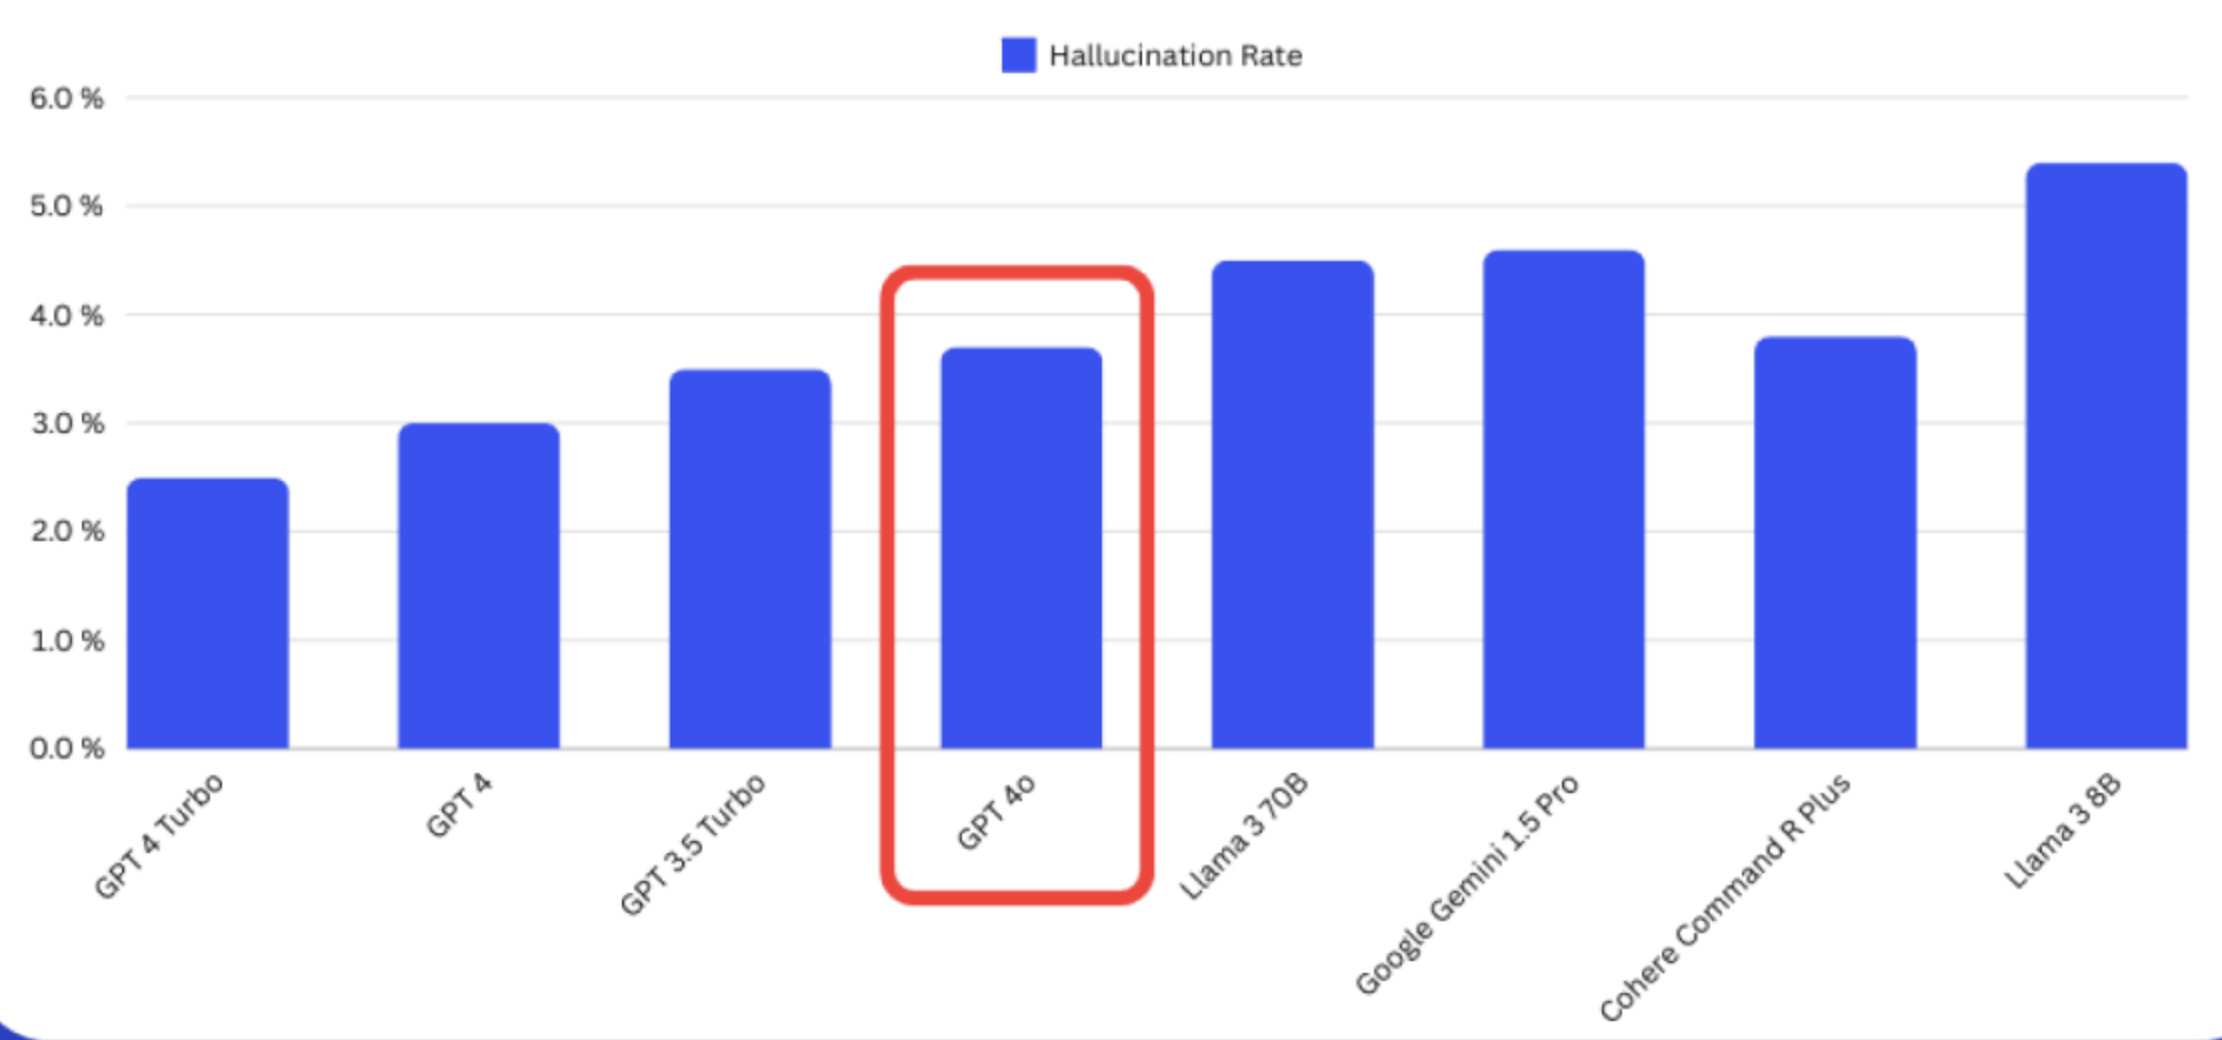 Hallucination Rate
6.0 %
5.0 %
4.0 %
3.0 %
2.0 %
1.0 %
0.0 %
GPT 4 Turbo
GPT 4
GPT 3.5 Turbo
GPT 4o
Llama 3 70B
Google Gemini 1.5 Pro
Cohere Command R Plus
Llama 3 8B